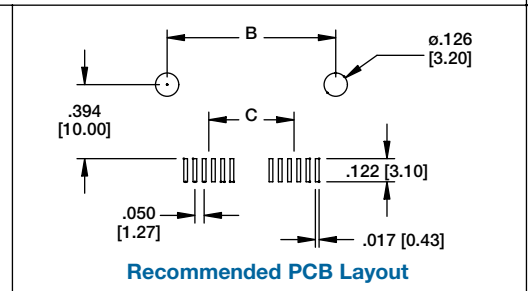 B
ø.126
[3.20]
.394
[10.00]
C
.122 [3.10]
.050
[1.27]
.017 [0.43]
Recommended PCB Layout